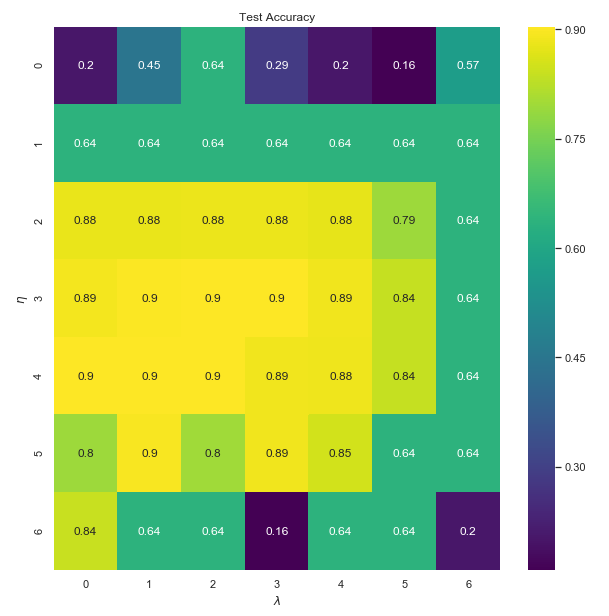 Test Accuracy
0 0.2 0.45 0.64 0.29 0.2 0.16 0.57
1 0.64 0.64 0.64 0.64 0.64 0.64 0.64
2 0.88 0.88 0.88 0.88 0.88 0.79 0.64
3 0.89 0.9 0.9 0.9 0.89 0.84 0.64
4 0.9 0.9 0.9 0.89 0.88 0.84 0.64
5 0.8 0.9 0.8 0.89 0.85 0.64 0.64
6 0.84 0.64 0.64 0.16 0.64 0.64 0.2
0 1 2 3 4 5 6
η
λ
0.90
0.75
0.60
0.45
0.30